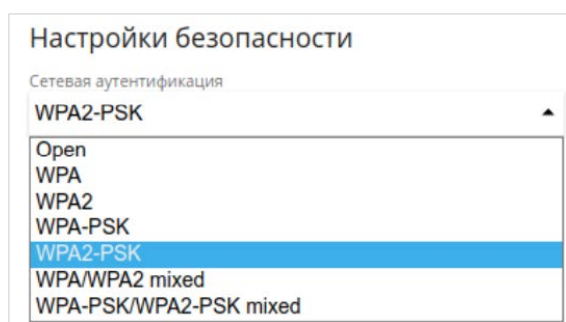 Настройки безопасности
Сетевая аутентификация
WPA2-PSK
Open
WPA
WPA2
WPA-PSK
WPA2-PSK
WPA/WPA2 mixed
WPA-PSK/WPA2-PSK mixed